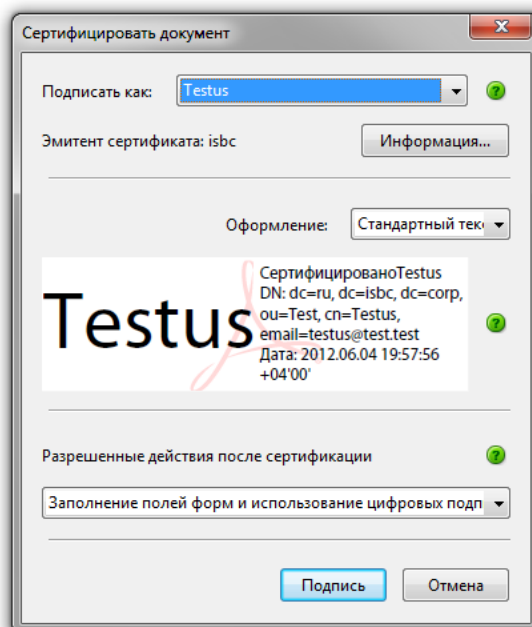 Сертифицировать документ
Подписать как: Testus
Эмитент сертификата: isbc Информация...
Оформление: Стандартный тек
Testus
СертифицированоTestus
DN: dc=ru, dc=isbc, dc=corp,
ou=Test, cn=Testus,
email=testus@test.test
Дата: 2012.06.04 19:57:56
+04'00'
Разрешенные действия после сертификации
Заполнение полей форм и использование цифровых подп
Подпись Отмена